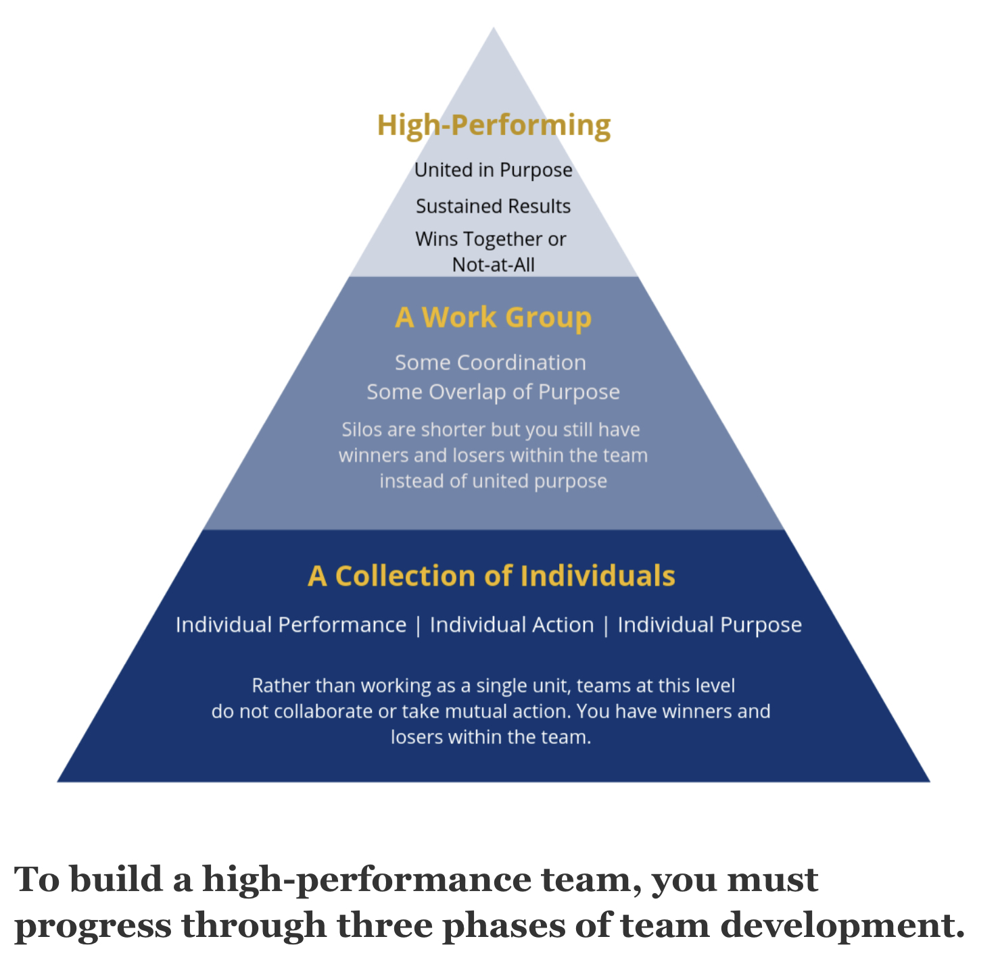 High-Performing
United in Purpose
Sustained Results
Wins Together or
Not-at-All
A Work Group
Some Coordination
Some Overlap of Purpose
Silos are shorter but you still have
winners and losers within the team
instead of united purpose
A Collection of Individuals
Individual Performance | Individual Action | Individual Purpose
Rather than working as a single unit, teams at this level
do not collaborate or take mutual action. You have winners and
losers within the team.
To build a high-performance team, you must
progress through three phases of team development.